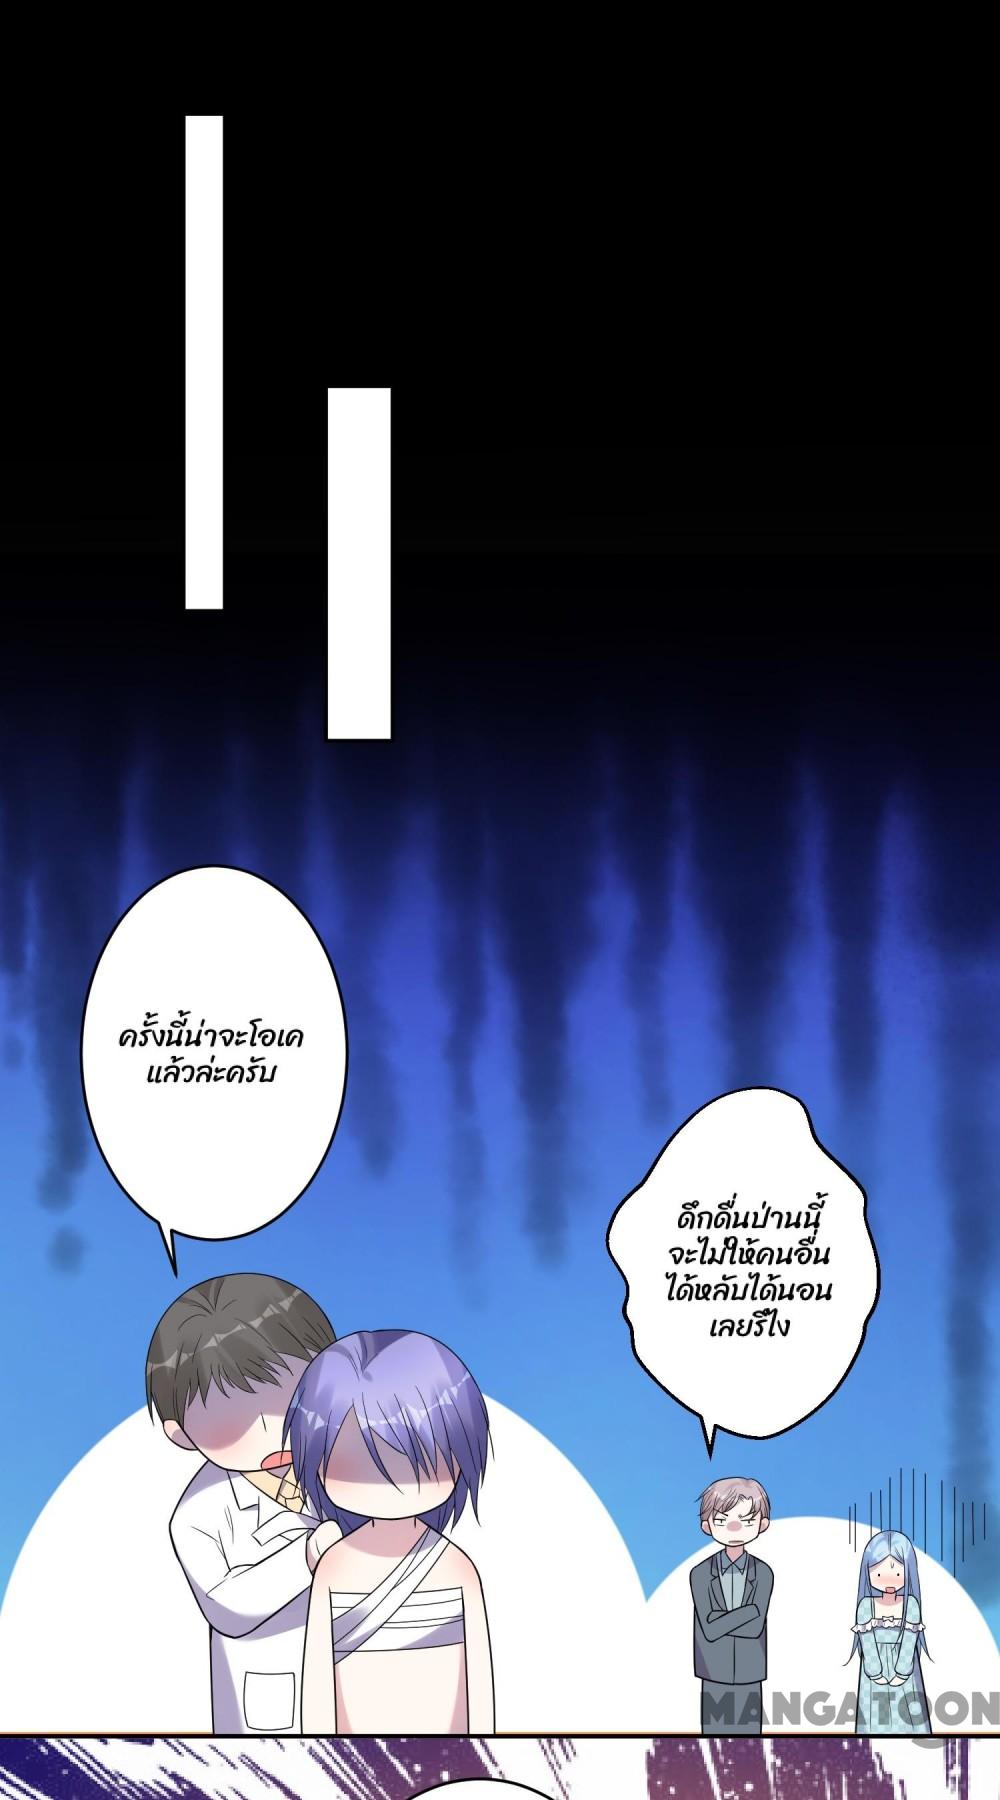 ครั้งนี้น่าจะโอเค
แล้วล่ะครับ
ดึกดื่นป่านนี้
จะไม่ให้คนอื่น
ได้หลับได้นอน
เลยรึไง
MANGATOON